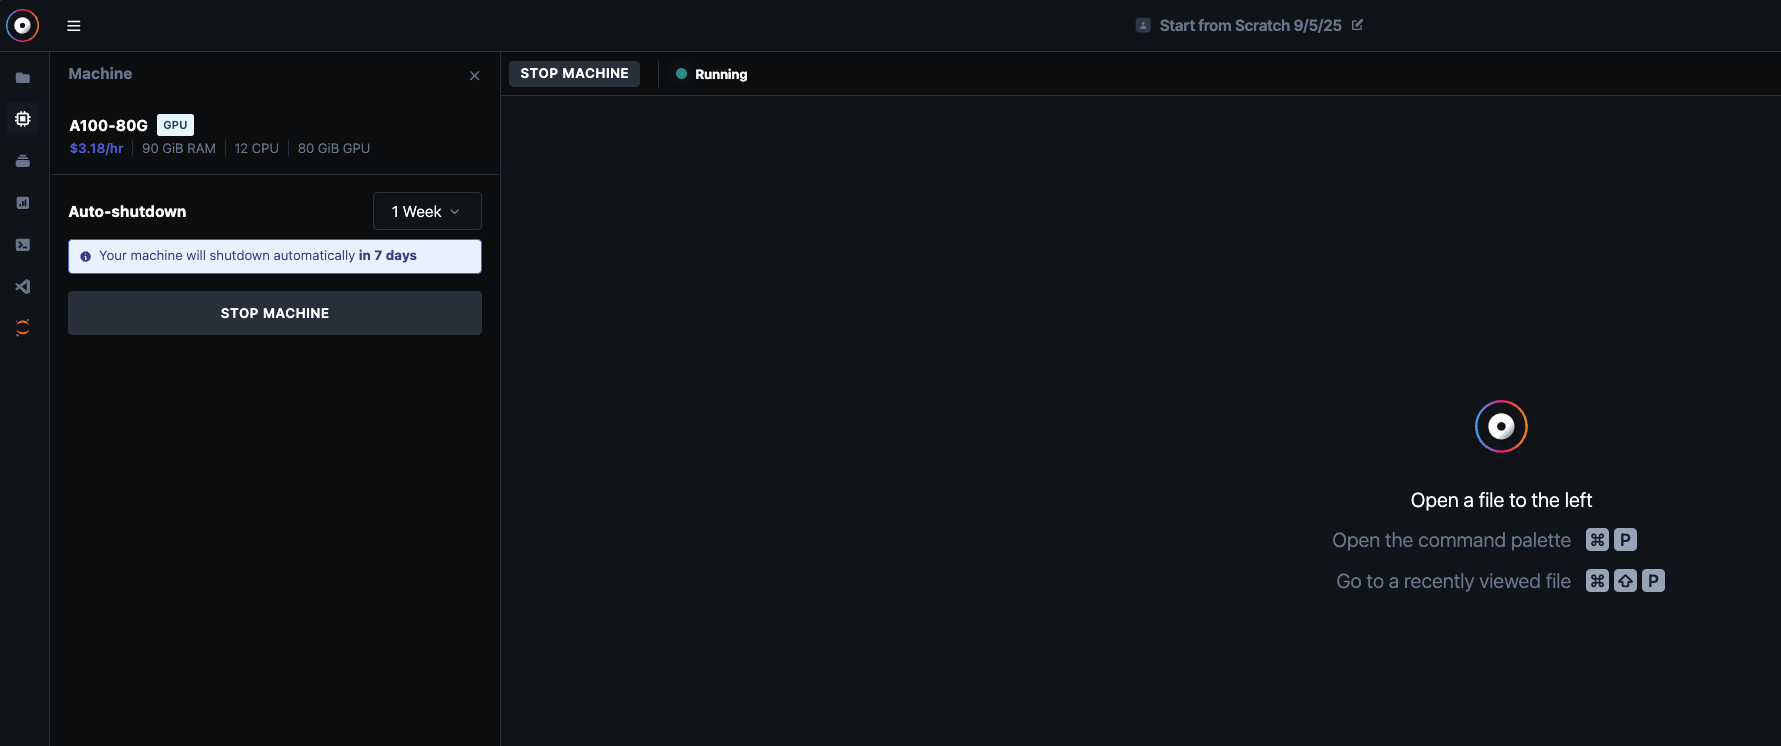 Start from Scratch 9/5/25
Machine
STOP MACHINE
Running
A100-80G GPU
$3.18/hr 90 GiB RAM 12 CPU 80 GiB GPU
Auto-shutdown
1 Week
Your machine will shutdown automatically in 7 days
STOP MACHINE
Open a file to the left
Open the command palette ⌘ P
Go to a recently viewed file ⌘ ⇧ P